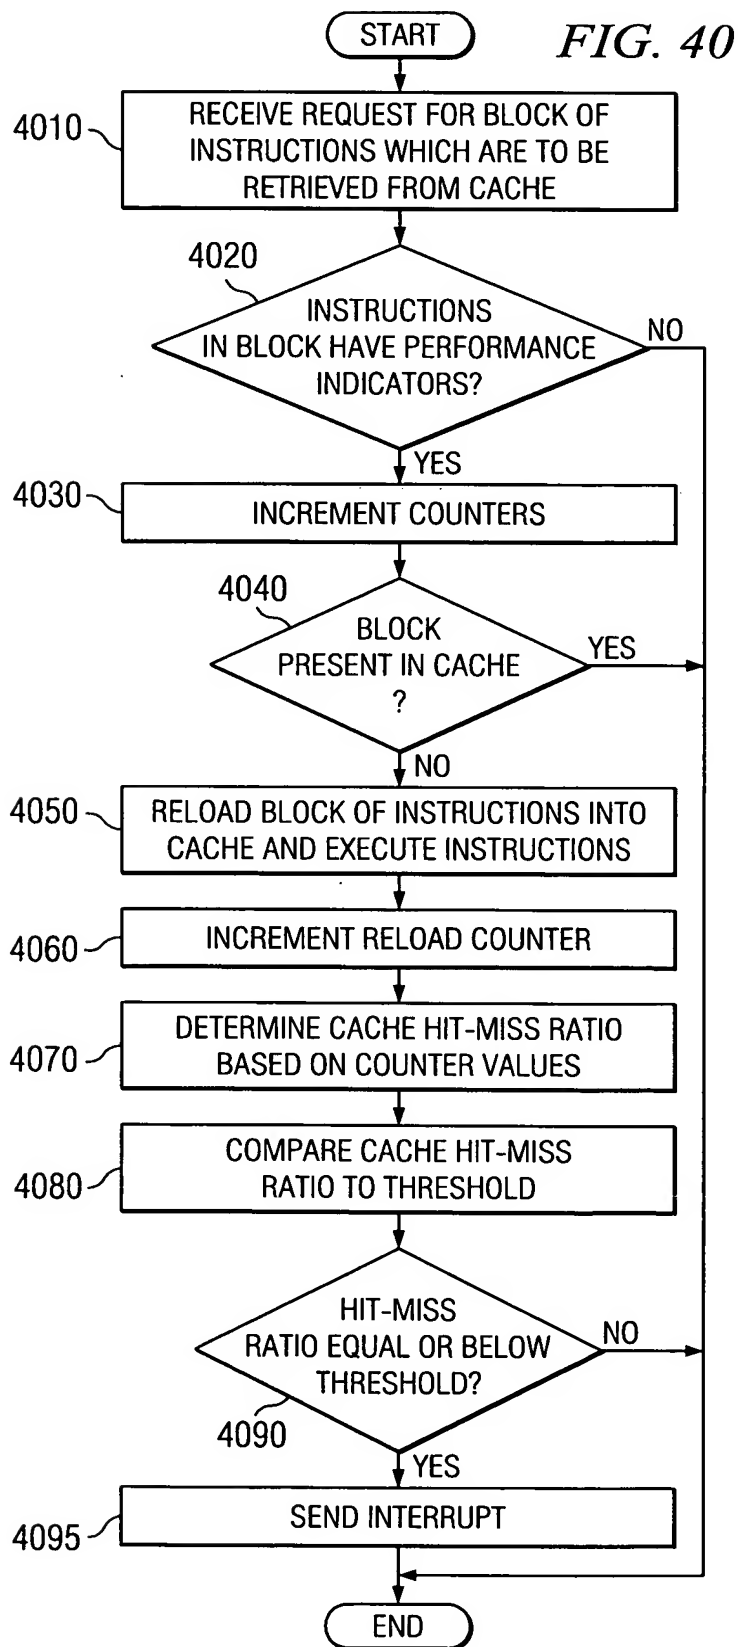 START
FIG. 40
4010
RECEIVE REQUEST FOR BLOCK OF
INSTRUCTIONS WHICH ARE TO BE
RETRIEVED FROM CACHE
4020
INSTRUCTIONS
IN BLOCK HAVE PERFORMANCE
INDICATORS?
NO
YES
4030
INCREMENT COUNTERS
4040
BLOCK
PRESENT IN CACHE
?
YES
NO
4050
RELOAD BLOCK OF INSTRUCTIONS INTO
CACHE AND EXECUTE INSTRUCTIONS
4060
INCREMENT RELOAD COUNTER
4070
DETERMINE CACHE HIT-MISS RATIO
BASED ON COUNTER VALUES
4080
COMPARE CACHE HIT-MISS
RATIO TO THRESHOLD
HIT-MISS
RATIO EQUAL OR BELOW
THRESHOLD?
NO
4090
YES
4095
SEND INTERRUPT
END